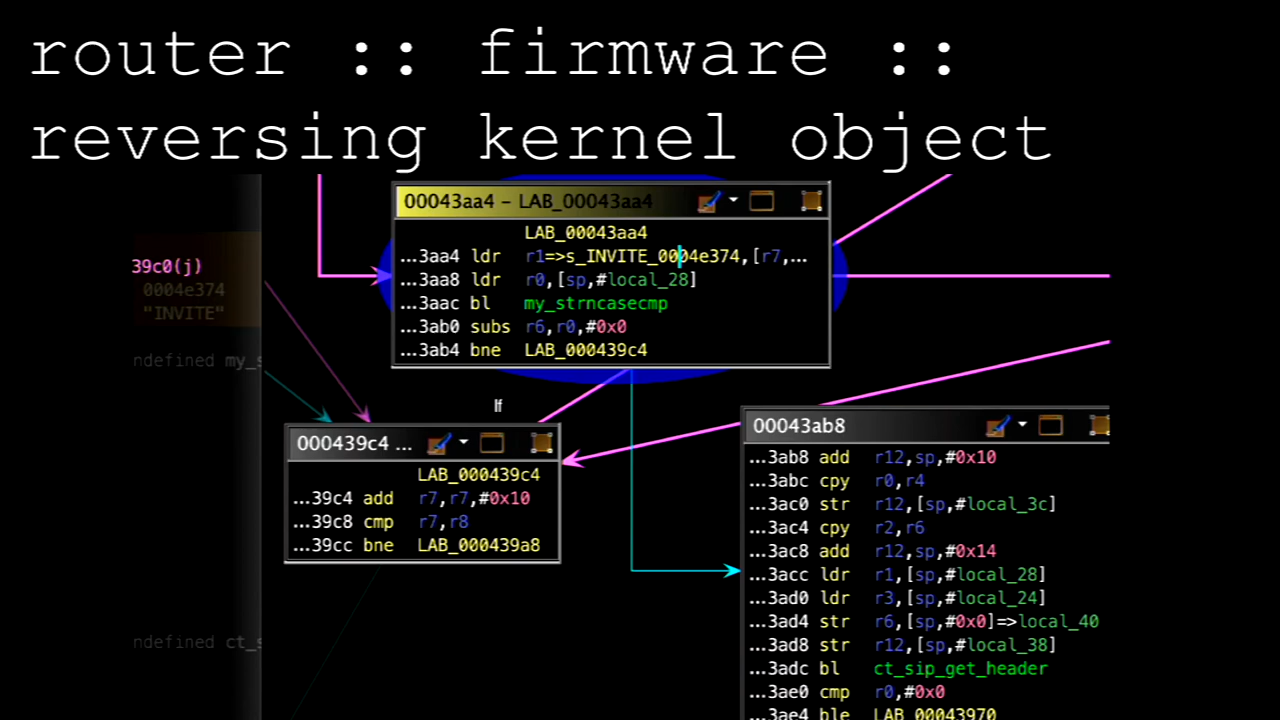 router :: firmware ::
reversing kernel object
00043aa4 – LAB_00043aa4
LAB_00043aa4
...3aa4 ldr r1=>s_INVITE_0004e374,[r7,...
...3aa8 ldr r0,[sp,#local_28]
...3aac bl my_strncasecmp
...3ab0 subs r6,r0,#0x0
...3ab4 bne LAB_000439c4
39c0(j)
0004e374
"INVITE"
ndefined my_s
If
000439c4 ...
LAB_000439c4
...39c4 add r7,r7,#0x10
...39c8 cmp r7,r8
...39cc bne LAB_000439a8
00043ab8
...3ab8 add r12,sp,#0x10
...3abc cpy r0,r4
...3ac0 str r12,[sp,#local_3c]
...3ac4 cpy r2,r6
...3ac8 add r12,sp,#0x14
...3acc ldr r1,[sp,#local_28]
...3ad0 ldr r3,[sp,#local_24]
...3ad4 str r6,[sp,#0x0]=>local_40
...3ad8 str r12,[sp,#local_38]
...3adc bl ct_sip_get_header
...3ae0 cmp r0,#0x0
...3ae4 ble LAB_00043970
ndefined ct_s